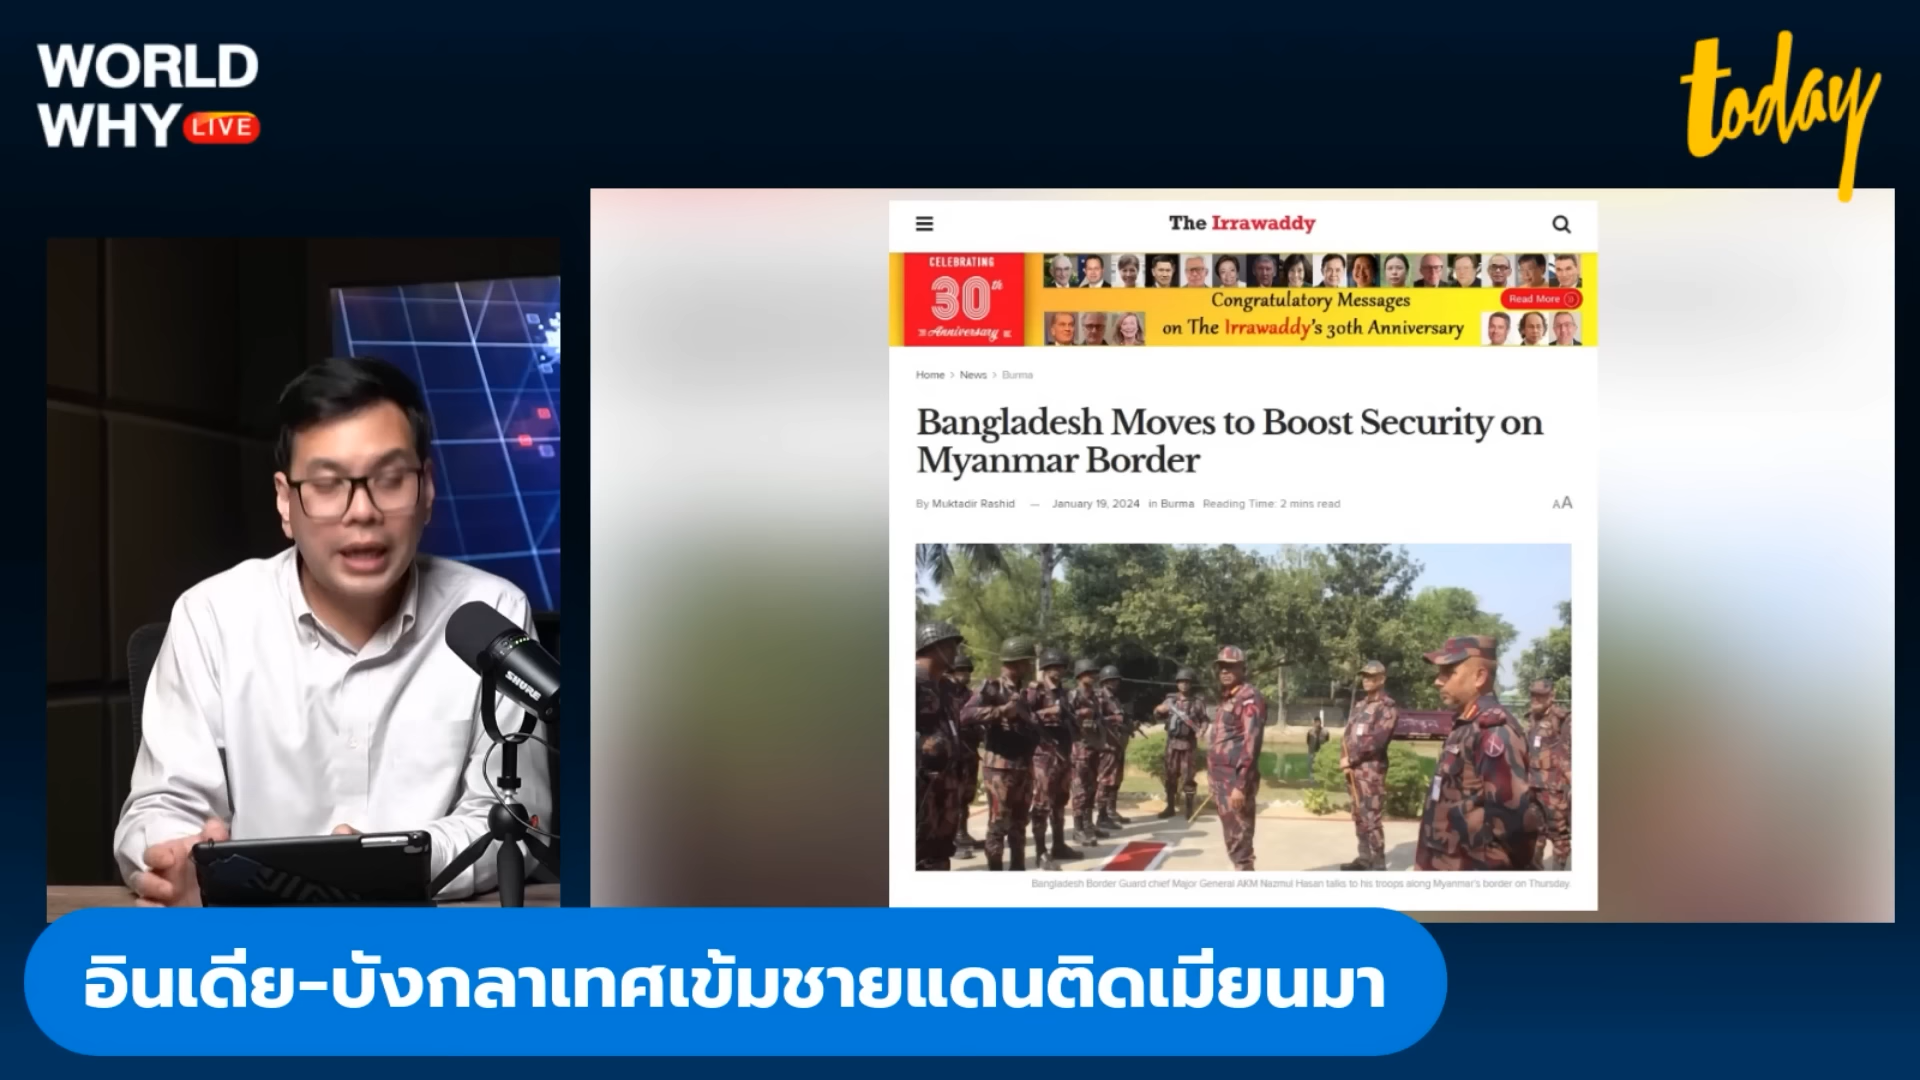 WORLD
WHY LIVE
today
The Irrawaddy
CELEBRATING
30th
Anniversary
Congratulatory Messages
on The Irrawaddy's 30th Anniversary
Read More
Home > News > Burma
Bangladesh Moves to Boost Security on
Myanmar Border
By Muktadir Rashid — January 19, 2024 in Burma Reading Time: 2 mins read
AA
Bangladesh Border Guard chief Major General AKM Nazmul Hasan talks to his troops along Myanmar's border on Thursday.
SHURE
อินเดีย-บังกลาเทศเข้มชายแดนติดเมียนมา